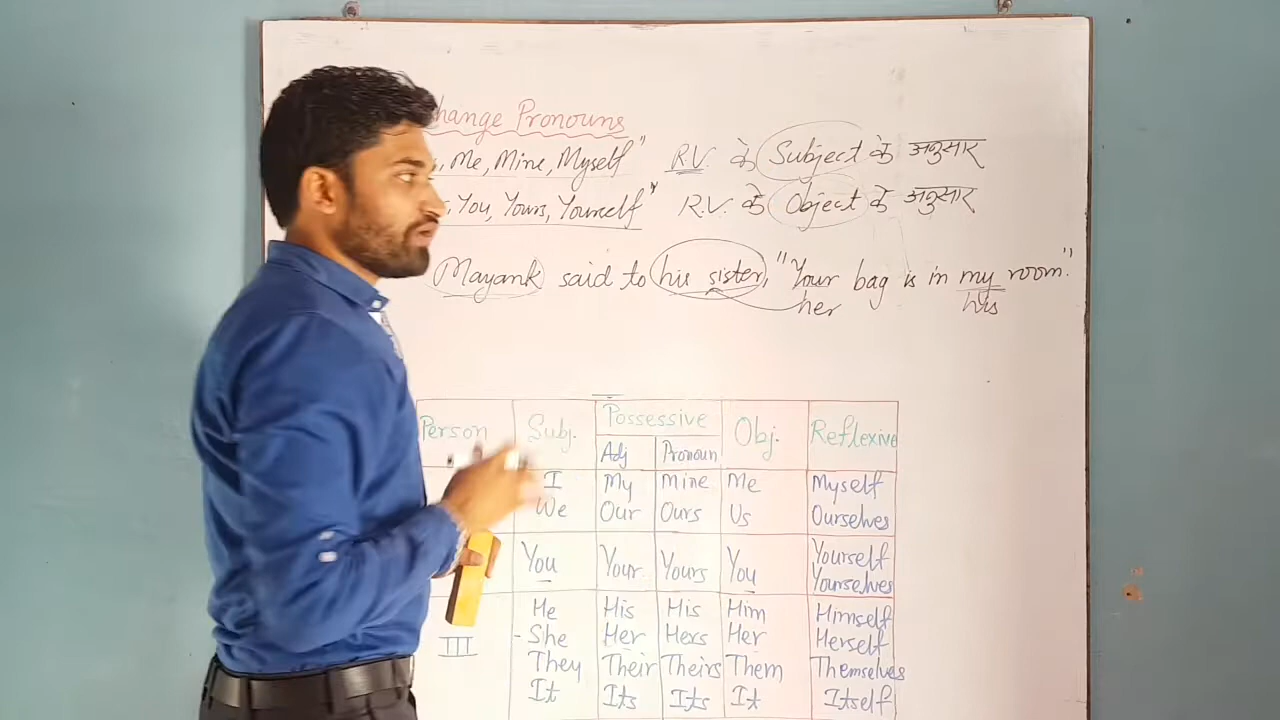 hange Pronouns
, Me, Mine, Myself" R.V. के Subject के अनुसार
, You, Yours, Yourself" R.V. के Object के अनुसार
Mayank said to his sister, "Your bag is in my room."
her his
Person Subj. Possessive Obj. Reflexive
Adj Pronoun
I My Mine Me Myself
We Our Ours Us Ourselves
You Your Yours You Yourself
Yourselves
He His His Him Himself
III She Her Hers Her Herself
They Their Theirs Them Themselves
It Its Its It Itself